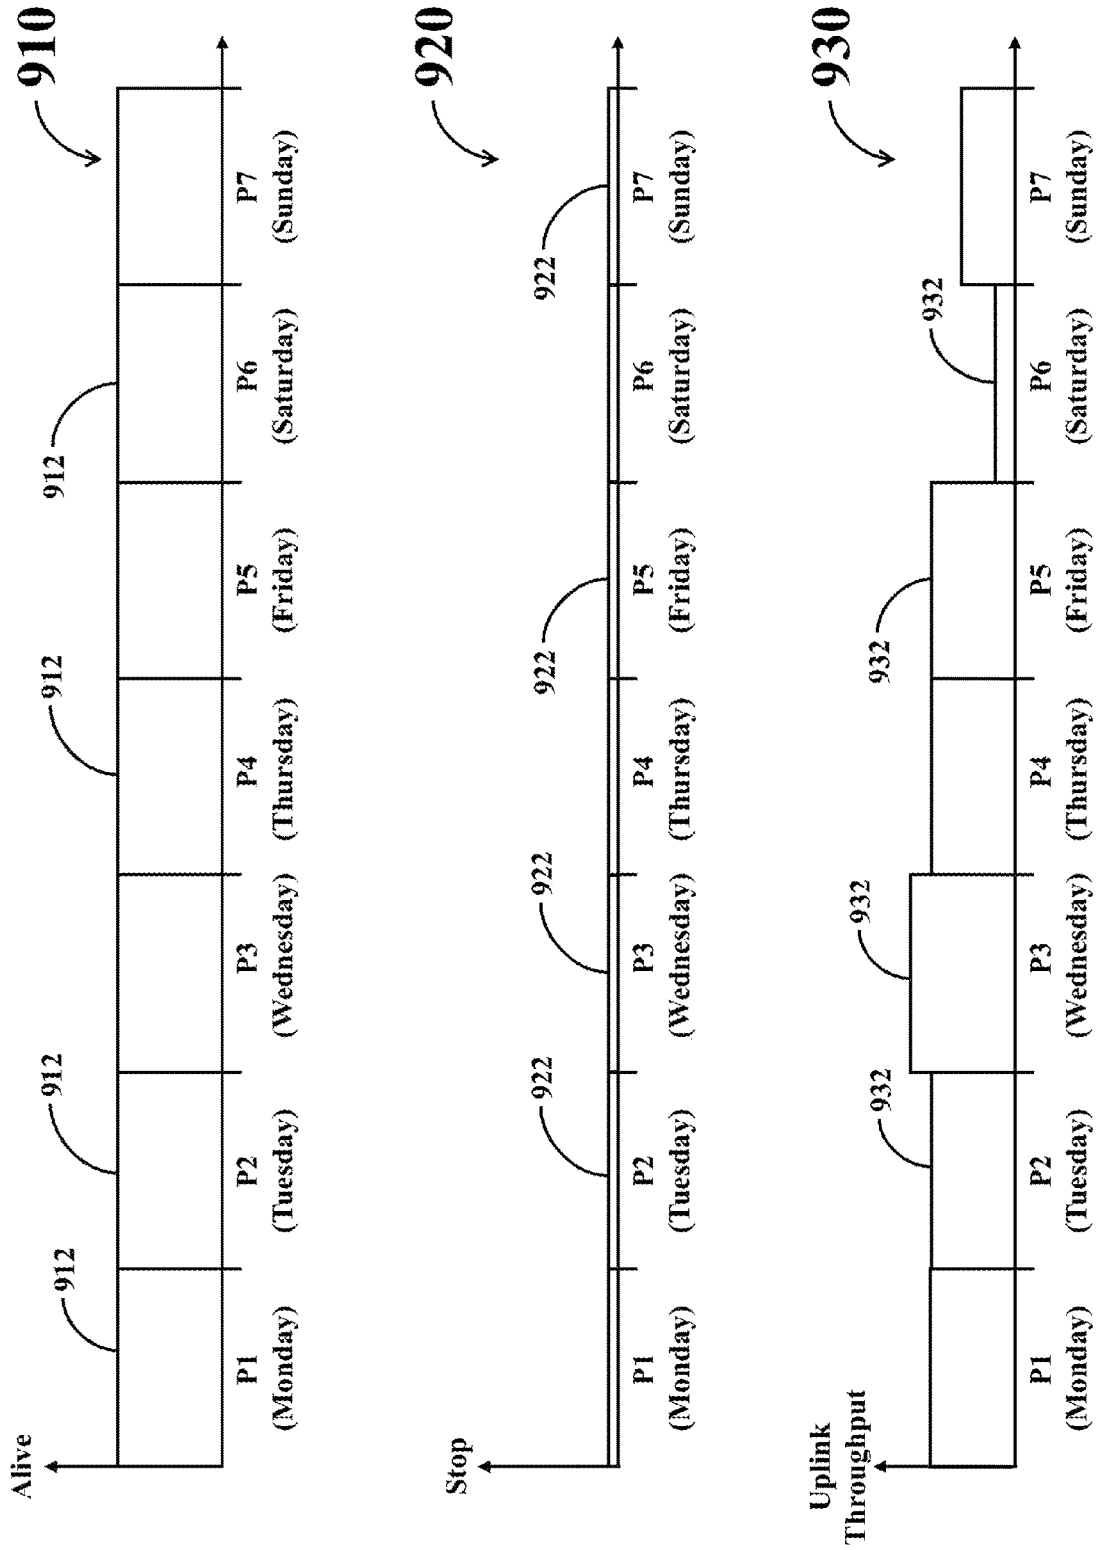 910
Alive
912
912
912
912
P1
P2
P3
P4
P5
P6
P7
(Monday)
(Tuesday)
(Wednesday)
(Thursday)
(Friday)
(Saturday)
(Sunday)
920
Stop
922
922
922
922
P1
P2
P3
P4
P5
P6
P7
(Monday)
(Tuesday)
(Wednesday)
(Thursday)
(Friday)
(Saturday)
(Sunday)
930
Uplink
Throughput
932
932
932
932
P1
P2
P3
P4
P5
P6
P7
(Monday)
(Tuesday)
(Wednesday)
(Thursday)
(Friday)
(Saturday)
(Sunday)